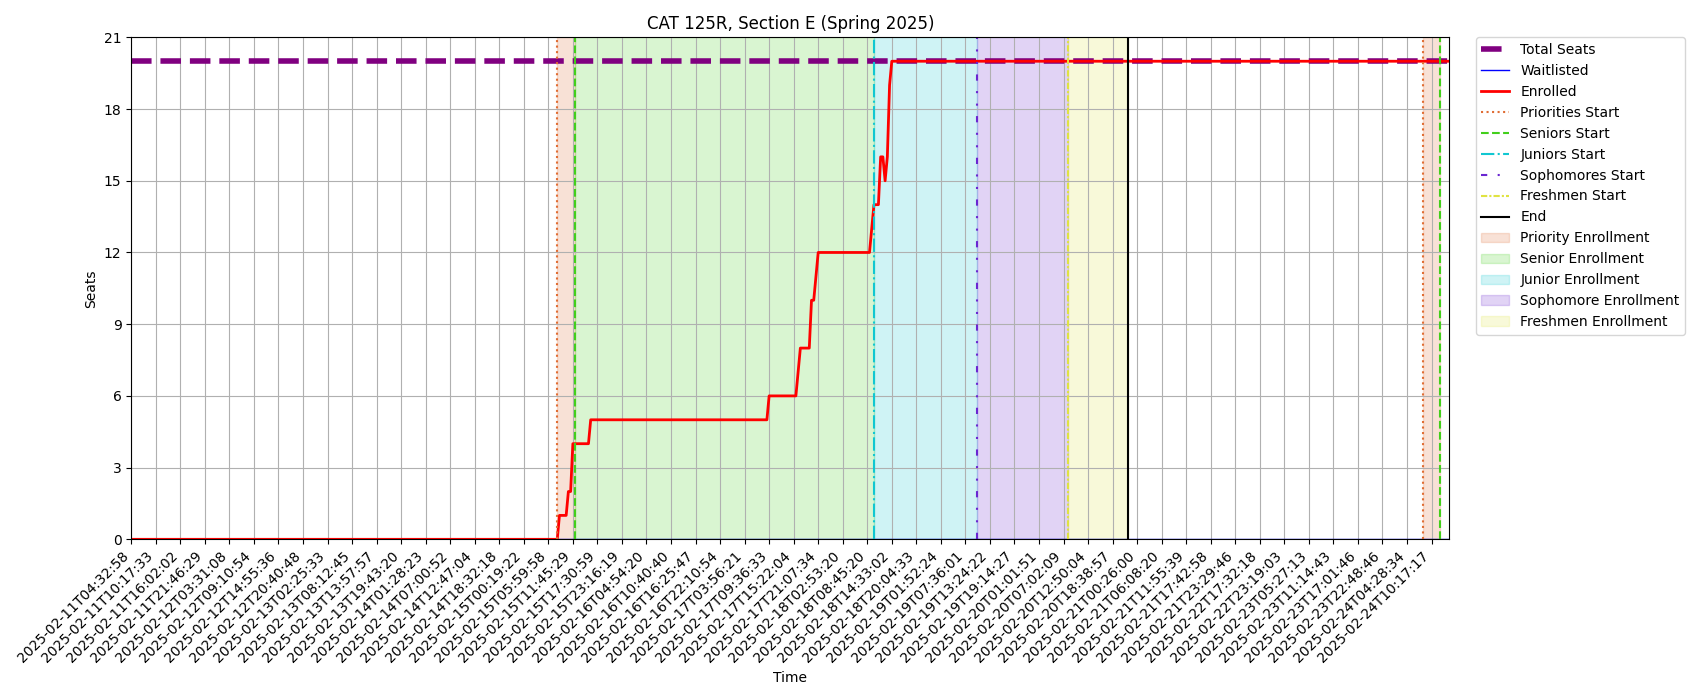 CAT 125R, Section E (Spring 2025)
Seats
21
18
15
12
9
6
3
0
2025-02-11T04:32:58
2025-02-11T10:17:33
2025-02-11T16:02:02
2025-02-11T21:46:29
2025-02-12T03:31:08
2025-02-12T09:10:54
2025-02-12T14:55:36
2025-02-12T20:40:48
2025-02-13T02:25:33
2025-02-13T08:12:45
2025-02-13T13:57:57
2025-02-13T19:43:20
2025-02-14T01:28:23
2025-02-14T07:00:52
2025-02-14T12:47:04
2025-02-14T18:32:18
2025-02-15T00:19:22
2025-02-15T05:59:58
2025-02-15T11:45:29
2025-02-15T17:30:59
2025-02-15T23:16:19
2025-02-16T04:54:20
2025-02-16T10:40:40
2025-02-16T16:25:47
2025-02-16T22:10:54
2025-02-17T03:56:21
2025-02-17T09:36:33
2025-02-17T15:22:04
2025-02-17T21:07:34
2025-02-18T02:53:20
2025-02-18T08:45:20
2025-02-18T14:33:02
2025-02-18T20:04:33
2025-02-19T01:52:24
2025-02-19T07:36:01
2025-02-19T13:24:22
2025-02-19T19:14:27
2025-02-20T01:01:51
2025-02-20T07:02:09
2025-02-20T12:50:04
2025-02-20T18:38:57
2025-02-21T00:26:00
2025-02-21T06:08:20
2025-02-21T11:55:39
2025-02-21T17:42:58
2025-02-21T23:29:46
2025-02-22T17:32:18
2025-02-22T23:19:03
2025-02-23T05:27:13
2025-02-23T11:14:43
2025-02-23T17:01:46
2025-02-23T22:48:46
2025-02-24T04:28:34
2025-02-24T10:17:17
Time
Total Seats
Waitlisted
Enrolled
Priorities Start
Seniors Start
Juniors Start
Sophomores Start
Freshmen Start
End
Priority Enrollment
Senior Enrollment
Junior Enrollment
Sophomore Enrollment
Freshmen Enrollment